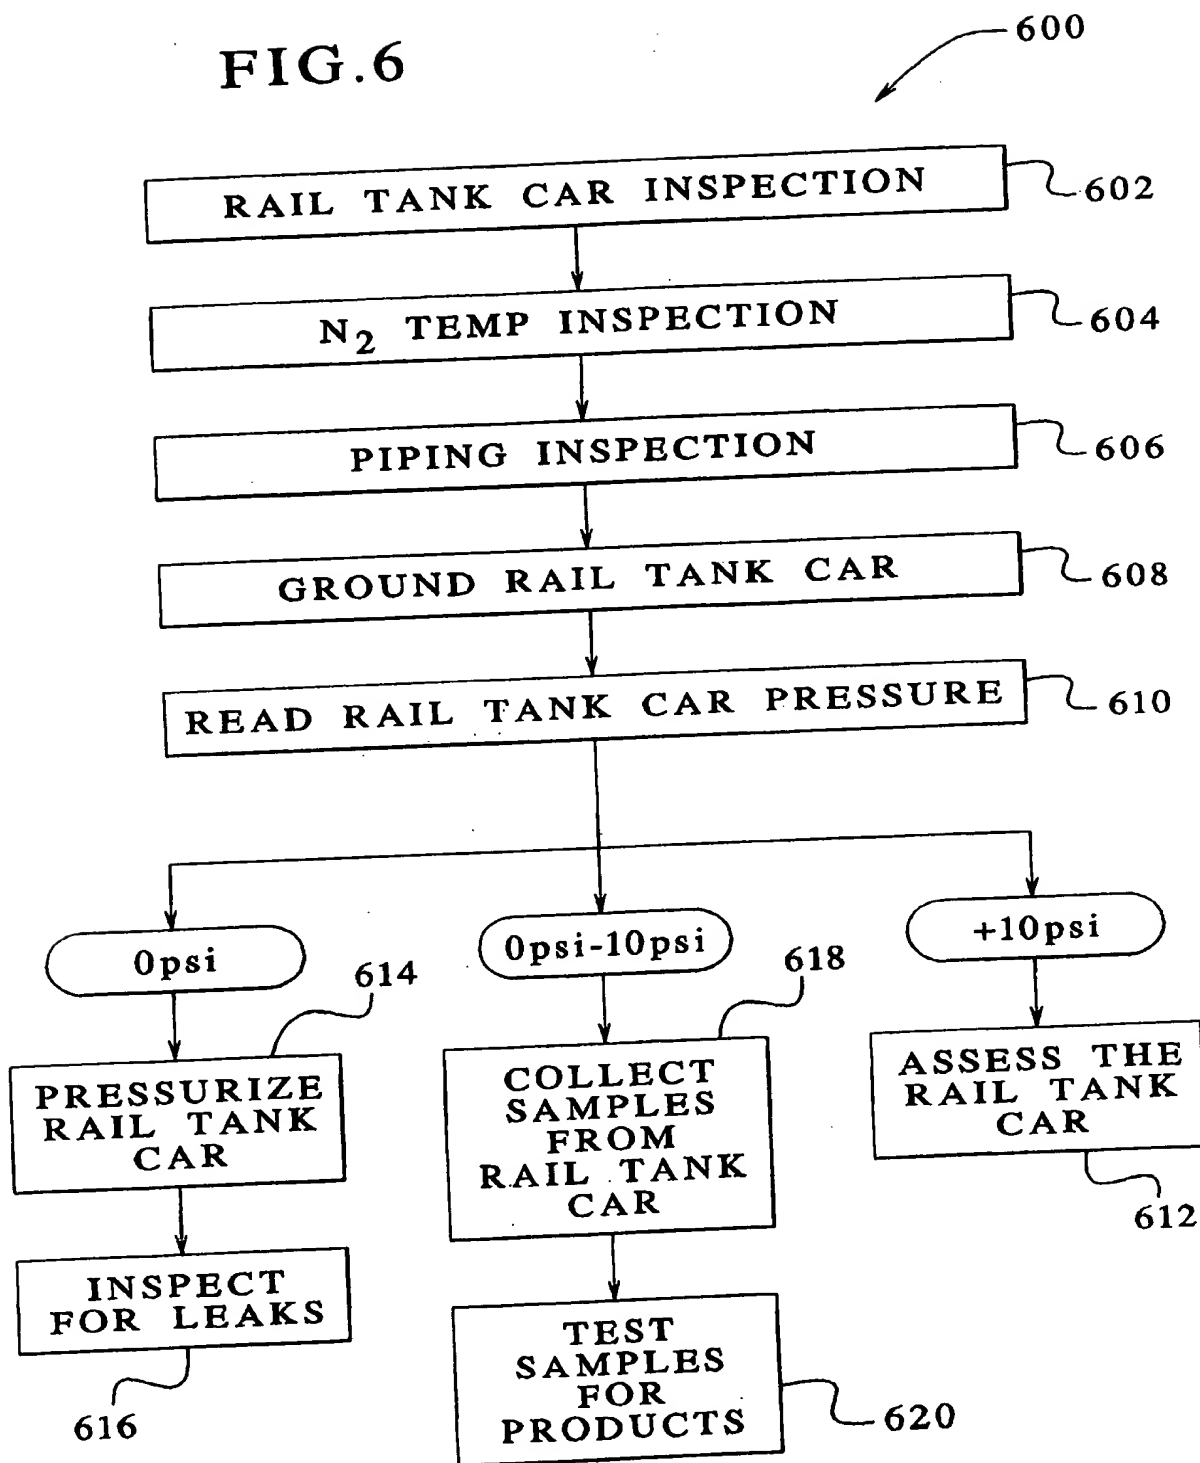 FIG.6
600
RAIL TANK CAR INSPECTION
602
N₂ TEMP INSPECTION
604
PIPING INSPECTION
606
GROUND RAIL TANK CAR
608
READ RAIL TANK CAR PRESSURE
610
0psi
0psi-10psi
+10psi
614
618
PRESSURIZE
RAIL TANK
CAR
COLLECT
SAMPLES
FROM
RAIL TANK
CAR
ASSESS THE
RAIL TANK
CAR
612
INSPECT
FOR LEAKS
616
TEST
SAMPLES
FOR
PRODUCTS
620